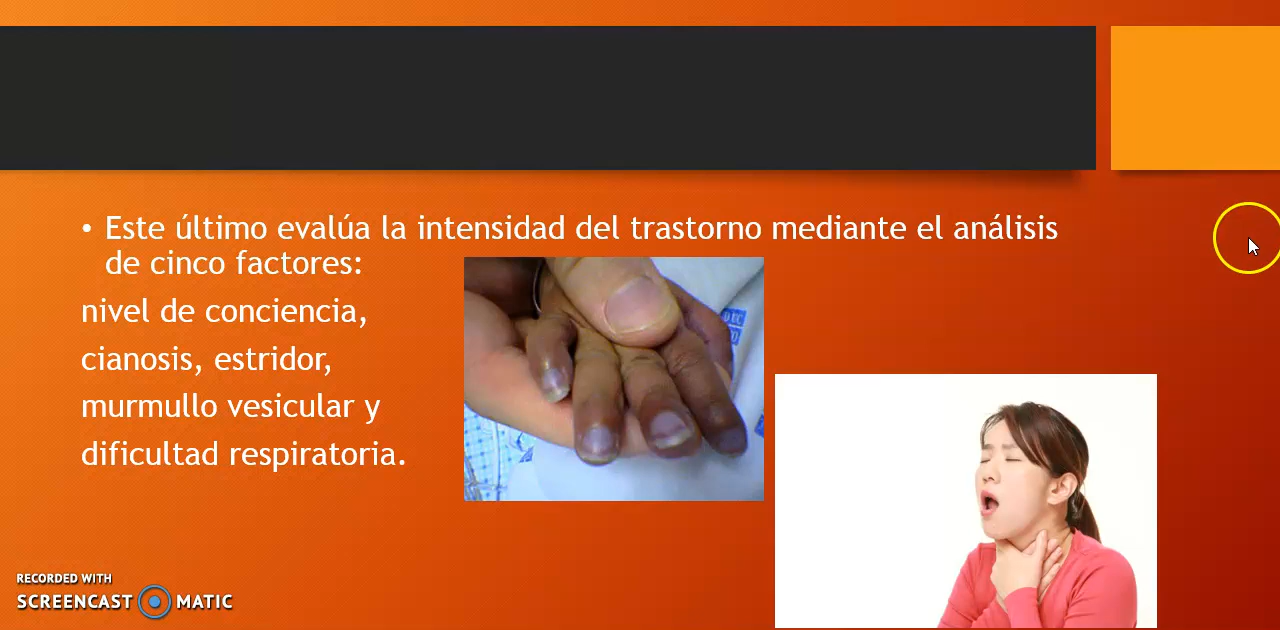 • Este último evalúa la intensidad del trastorno mediante el análisis
de cinco factores:
nivel de conciencia,
cianosis, estridor,
murmullo vesicular y
dificultad respiratoria.
RECORDED WITH
SCREENCAST MATIC